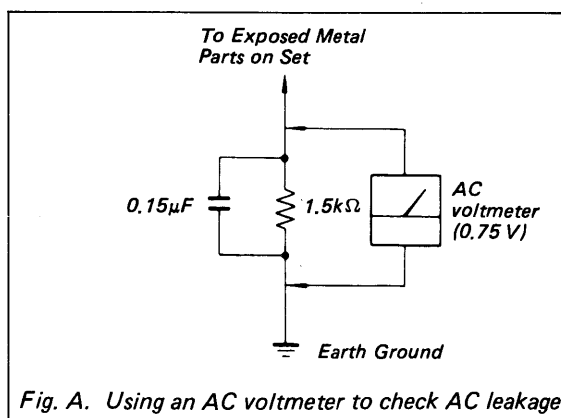 To Exposed Metal
Parts on Set
0.15μF
1.5kΩ
AC
voltmeter
(0.75 V)
Earth Ground
Fig. A. Using an AC voltmeter to check AC leakage